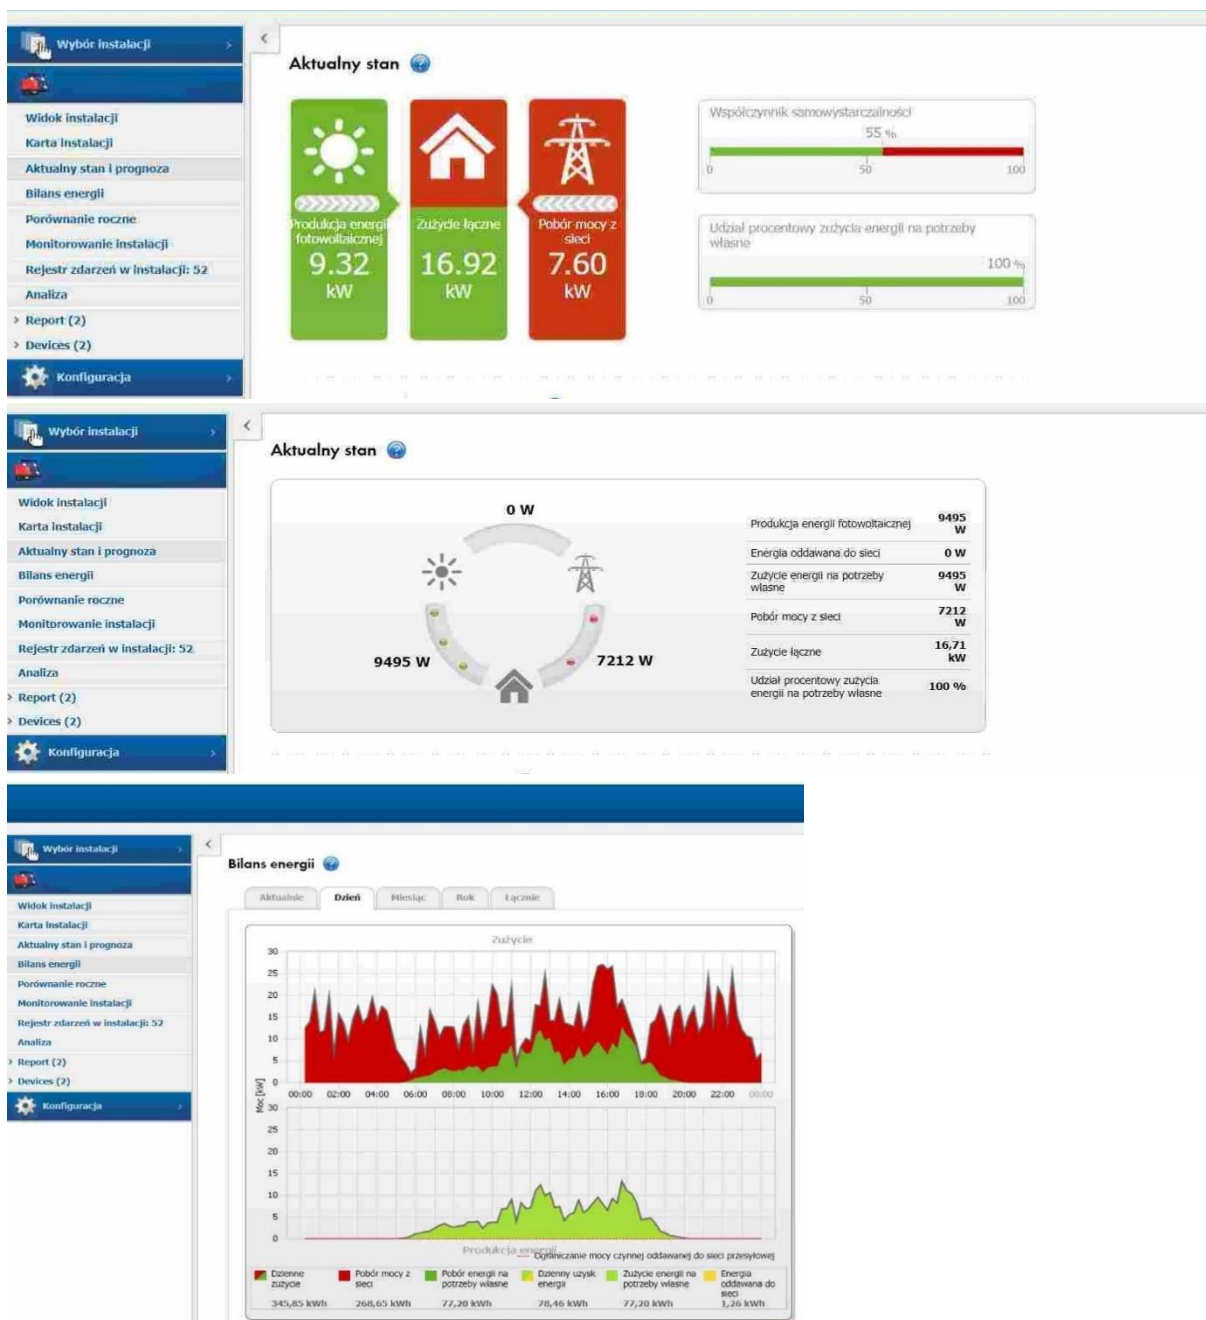 Wybór instalacji
Aktualny stan
Widok instalacji
Karta instalacji
Aktualny stan i prognoza
Bilans energii
Porównanie roczne
Monitorowanie instalacji
Rejestr zdarzeń w instalacji: 52
Analiza
Report (2)
Devices (2)
Konfiguracja
Produkcja energii
fotowoltaicznej
9.32
kW
Zużycie łączne
16.92
kW
Pobór mocy z
sieci
7.60
kW
Współczynnik samowystarczalności
55 %
0 50 100
Udział procentowy zużycia energii na potrzeby
własne
100 %
0 50 100
Wybór instalacji
Aktualny stan
Widok instalacji
Karta instalacji
Aktualny stan i prognoza
Bilans energii
Porównanie roczne
Monitorowanie instalacji
Rejestr zdarzeń w instalacji: 52
Analiza
Report (2)
Devices (2)
Konfiguracja
0 W
9495 W
7212 W
Produkcja energii fotowoltaicznej 9495
W
Energia oddawana do sieci 0 W
Zużycie energii na potrzeby 9495
własne W
Pobór mocy z sieci 7212
W
Zużycie łączne 16,71
kW
Udział procentowy zużycia
energii na potrzeby własne 100 %
Wybór instalacji
Bilans energii
Widok instalacji
Karta instalacji
Aktualny stan i prognoza
Bilans energii
Porównanie roczne
Monitorowanie instalacji
Rejestr zdarzeń w instalacji: 52
Analiza
Report (2)
Devices (2)
Konfiguracja
Aktualnie Dzień Miesiąc Rok Łącznie
Zużycie
30
25
20
15
10
5
0
00:00 02:00 04:00 06:00 08:00 10:00 12:00 14:00 16:00 18:00 20:00 22:00 00:00
Moc [kW]
30
25
20
15
10
5
0
Produkcja energii
Ograniczanie mocy czynnej oddawanej do sieci przesyłowej
Dzienne
zużycie
345,85 kWh
Pobór mocy z
sieci
268,65 kWh
Pobór energii na
potrzeby własne
77,20 kWh
Dzienny uzysk
energii
78,46 kWh
Zużycie energii na
potrzeby własne
77,20 kWh
Energia
oddawana do
sieci
1,26 kWh